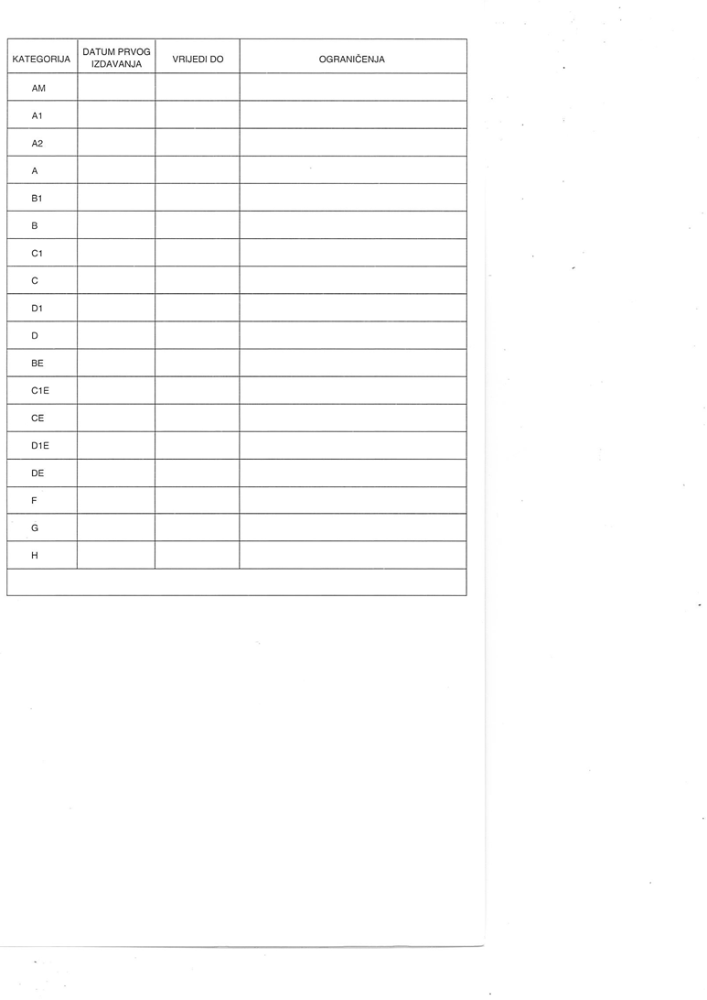 KATEGORIJA DATUM PRVOG IZDAVANJA VRIJEDI DO OGRANIČENJA
AM
A1
A2
A
B1
B
C1
C
D1
D
BE
C1E
CE
D1E
DE
F
G
H